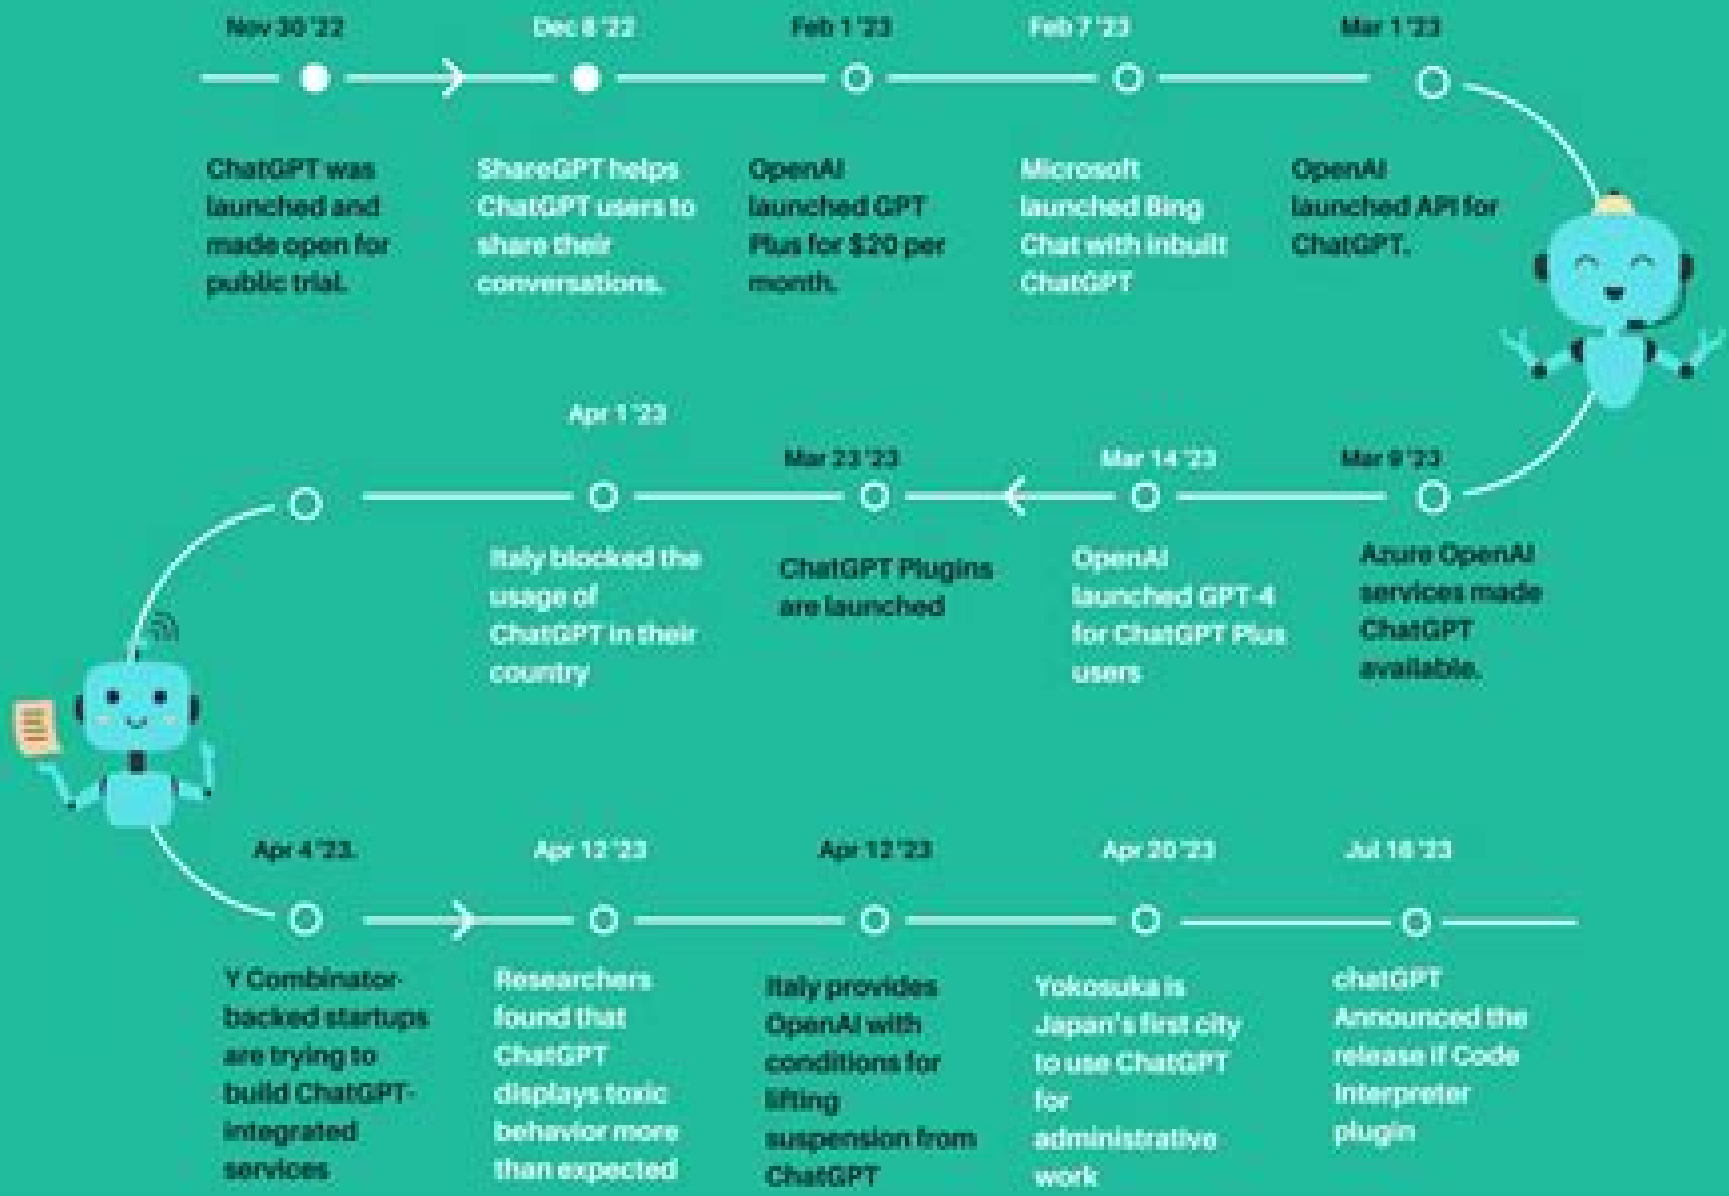 Nov 30 '22
Dec 8 '22
Feb 1 '23
Feb 7 '23
Mar 1 '23
ChatGPT was
launched and
made open for
public trial.
ShareGPT helps
ChatGPT users to
share their
conversations.
OpenAI
launched GPT
Plus for $20 per
month.
Microsoft
launched Bing
Chat with inbuilt
ChatGPT
OpenAI
launched API for
ChatGPT.
Mar 9 '23
Mar 14 '23
Mar 23 '23
Apr 1 '23
Azure OpenAI
services made
ChatGPT
available.
OpenAI
launched GPT-4
for ChatGPT Plus
users
ChatGPT Plugins
are launched
Italy blocked the
usage of
ChatGPT in their
country
Apr 4 '23.
Apr 12 '23
Apr 12 '23
Apr 20 '23
Jul 16 '23
Y Combinator-
backed startups
are trying to
build ChatGPT-
integrated
services
Researchers
found that
ChatGPT
displays toxic
behavior more
than expected
Italy provides
OpenAI with
conditions for
lifting
suspension from
ChatGPT
Yokosuka is
Japan's first city
to use ChatGPT
for
administrative
work
chatGPT
Announced the
release if Code
Interpreter
plugin